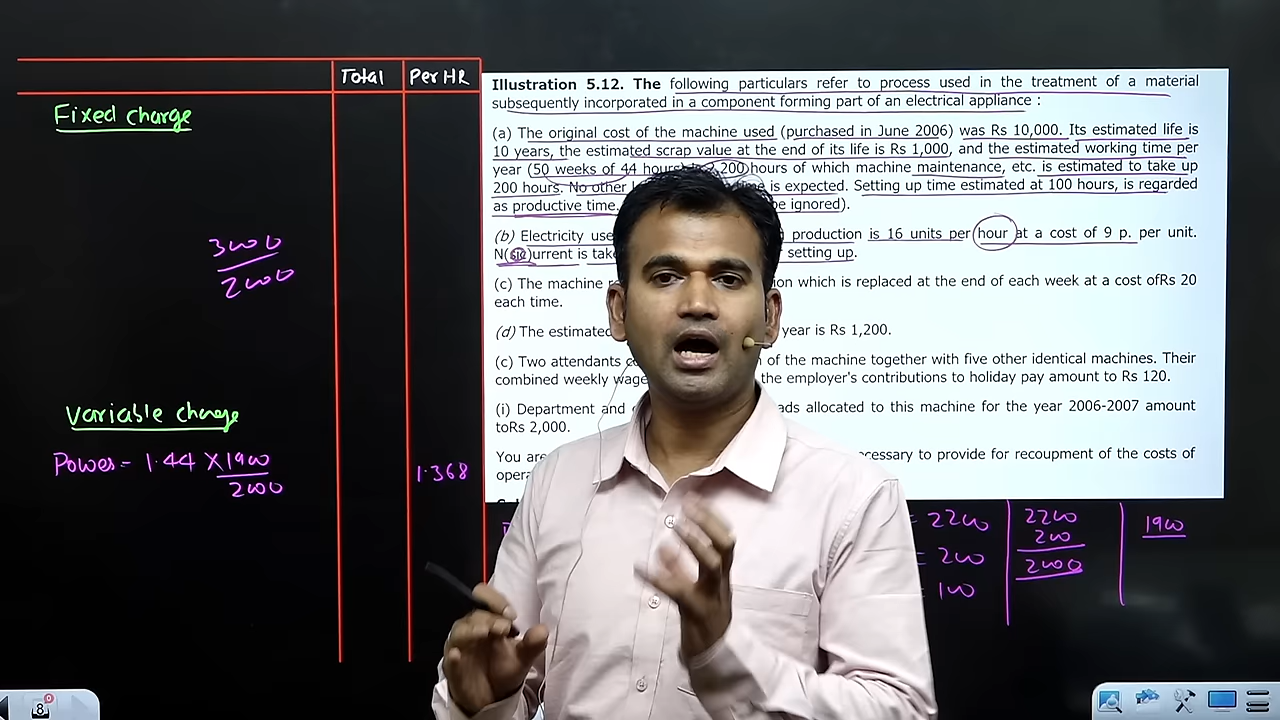 Total Per HR
Fixed charge
3000
2000
Variable charge
Power = 1.44 X 1900
2000
1.368
Illustration 5.12. The following particulars refer to process used in the treatment of a material
subsequently incorporated in a component forming part of an electrical appliance :
(a) The original cost of the machine used (purchased in June 2006) was Rs 10,000. Its estimated life is
10 years, the estimated scrap value at the end of its life is Rs 1,000, and the estimated working time per
year (50 weeks of 44 hours) 2,200 hours of which machine maintenance, etc. is estimated to take up
200 hours. No other is expected. Setting up time estimated at 100 hours, is regarded
as productive time. be ignored).
(b) Electricity use production is 16 units per hour at a cost of 9 p. per unit.
N(sic)urrent is take setting up.
(c) The machine which is replaced at the end of each week at a cost ofRs 20
each time.
(d) The estimated year is Rs 1,200.
(c) Two attendants of the machine together with five other identical machines. Their
combined weekly wage the employer's contributions to holiday pay amount to Rs 120.
(i) Department and allocated to this machine for the year 2006-2007 amount
toRs 2,000.
You are to provide for recoupment of the costs of
opera
= 2200 2200 1900
200
= 200 2000
= 100
8
0